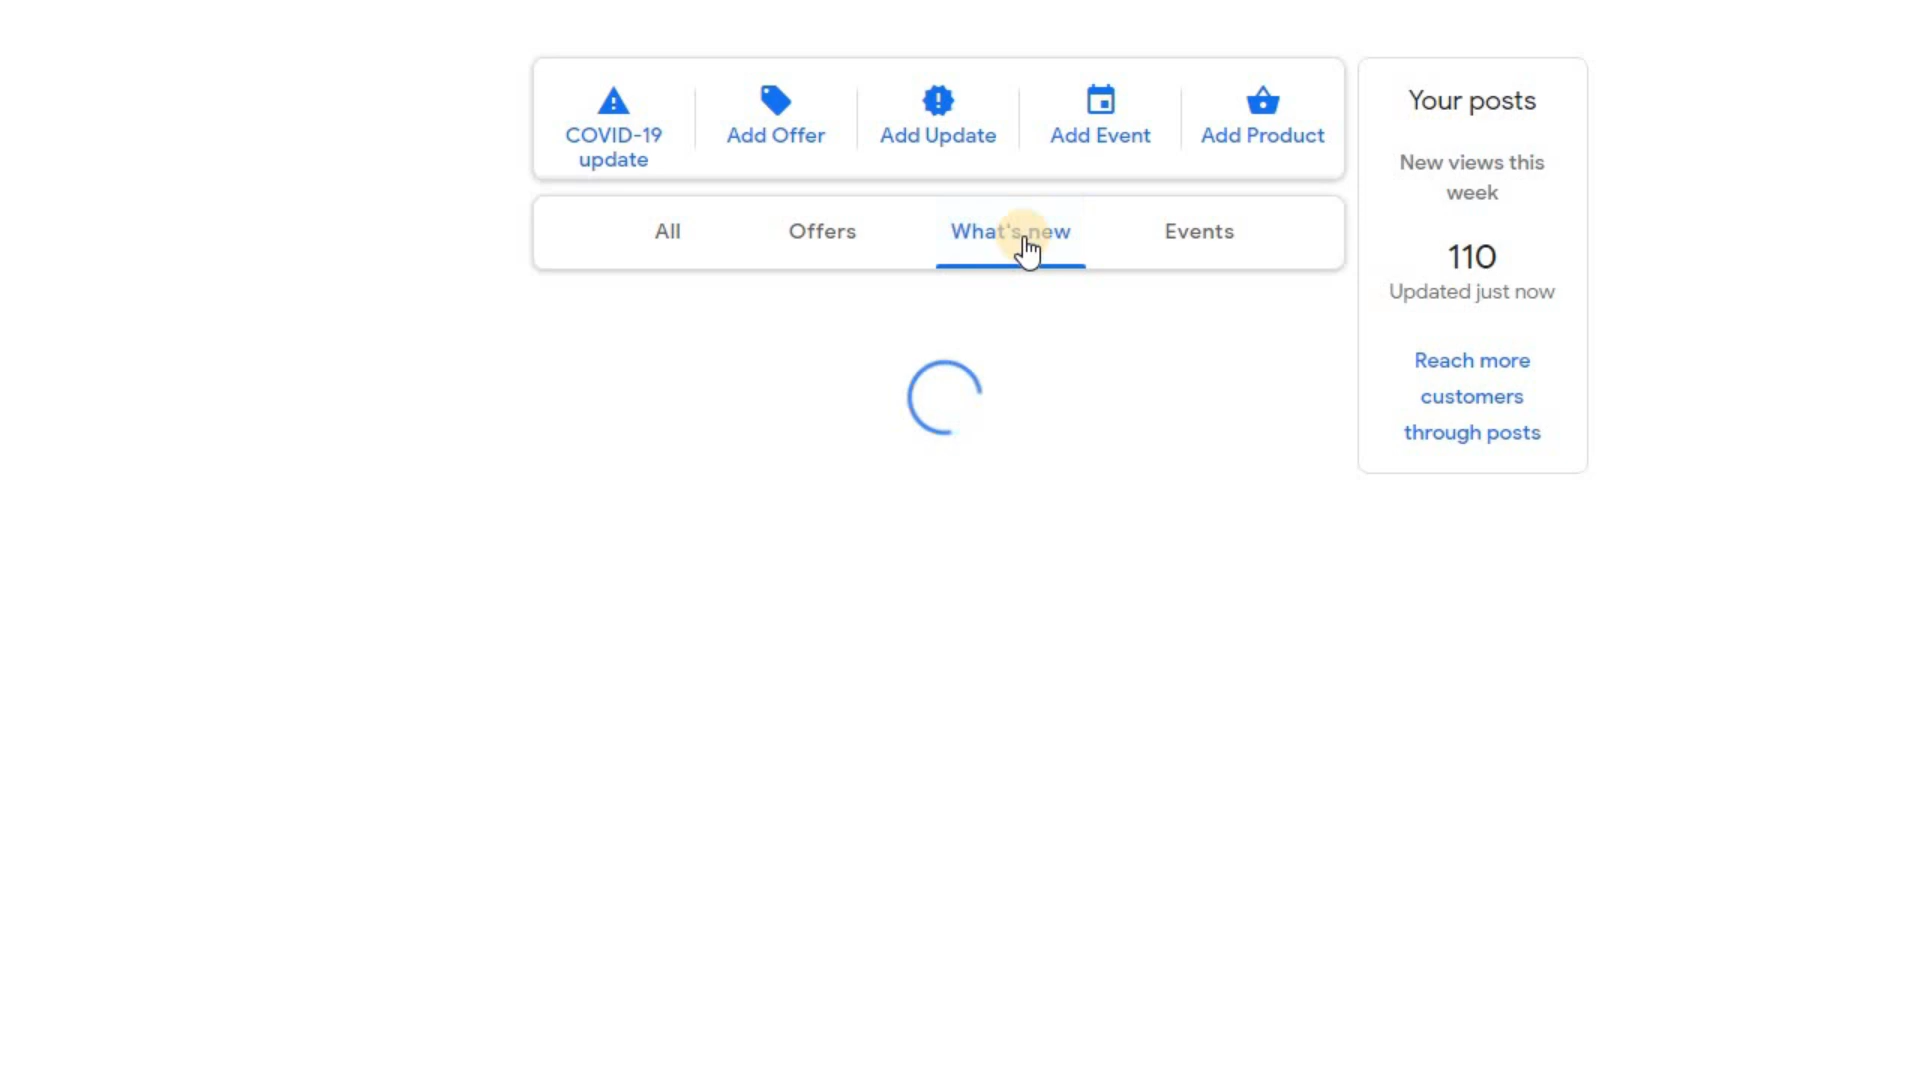 COVID-19
update
Add Offer
Add Update
Add Event
Add Product
All
Offers
What's new
Events
Your posts
New views this
week
110
Updated just now
Reach more
customers
through posts